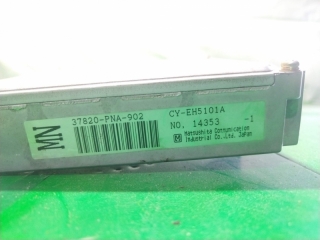 MN
37820-PNA-902
CY-EH5101A
NO. 14353 -1
Matsushita Communication
Industrial Co., Ltd. Japan